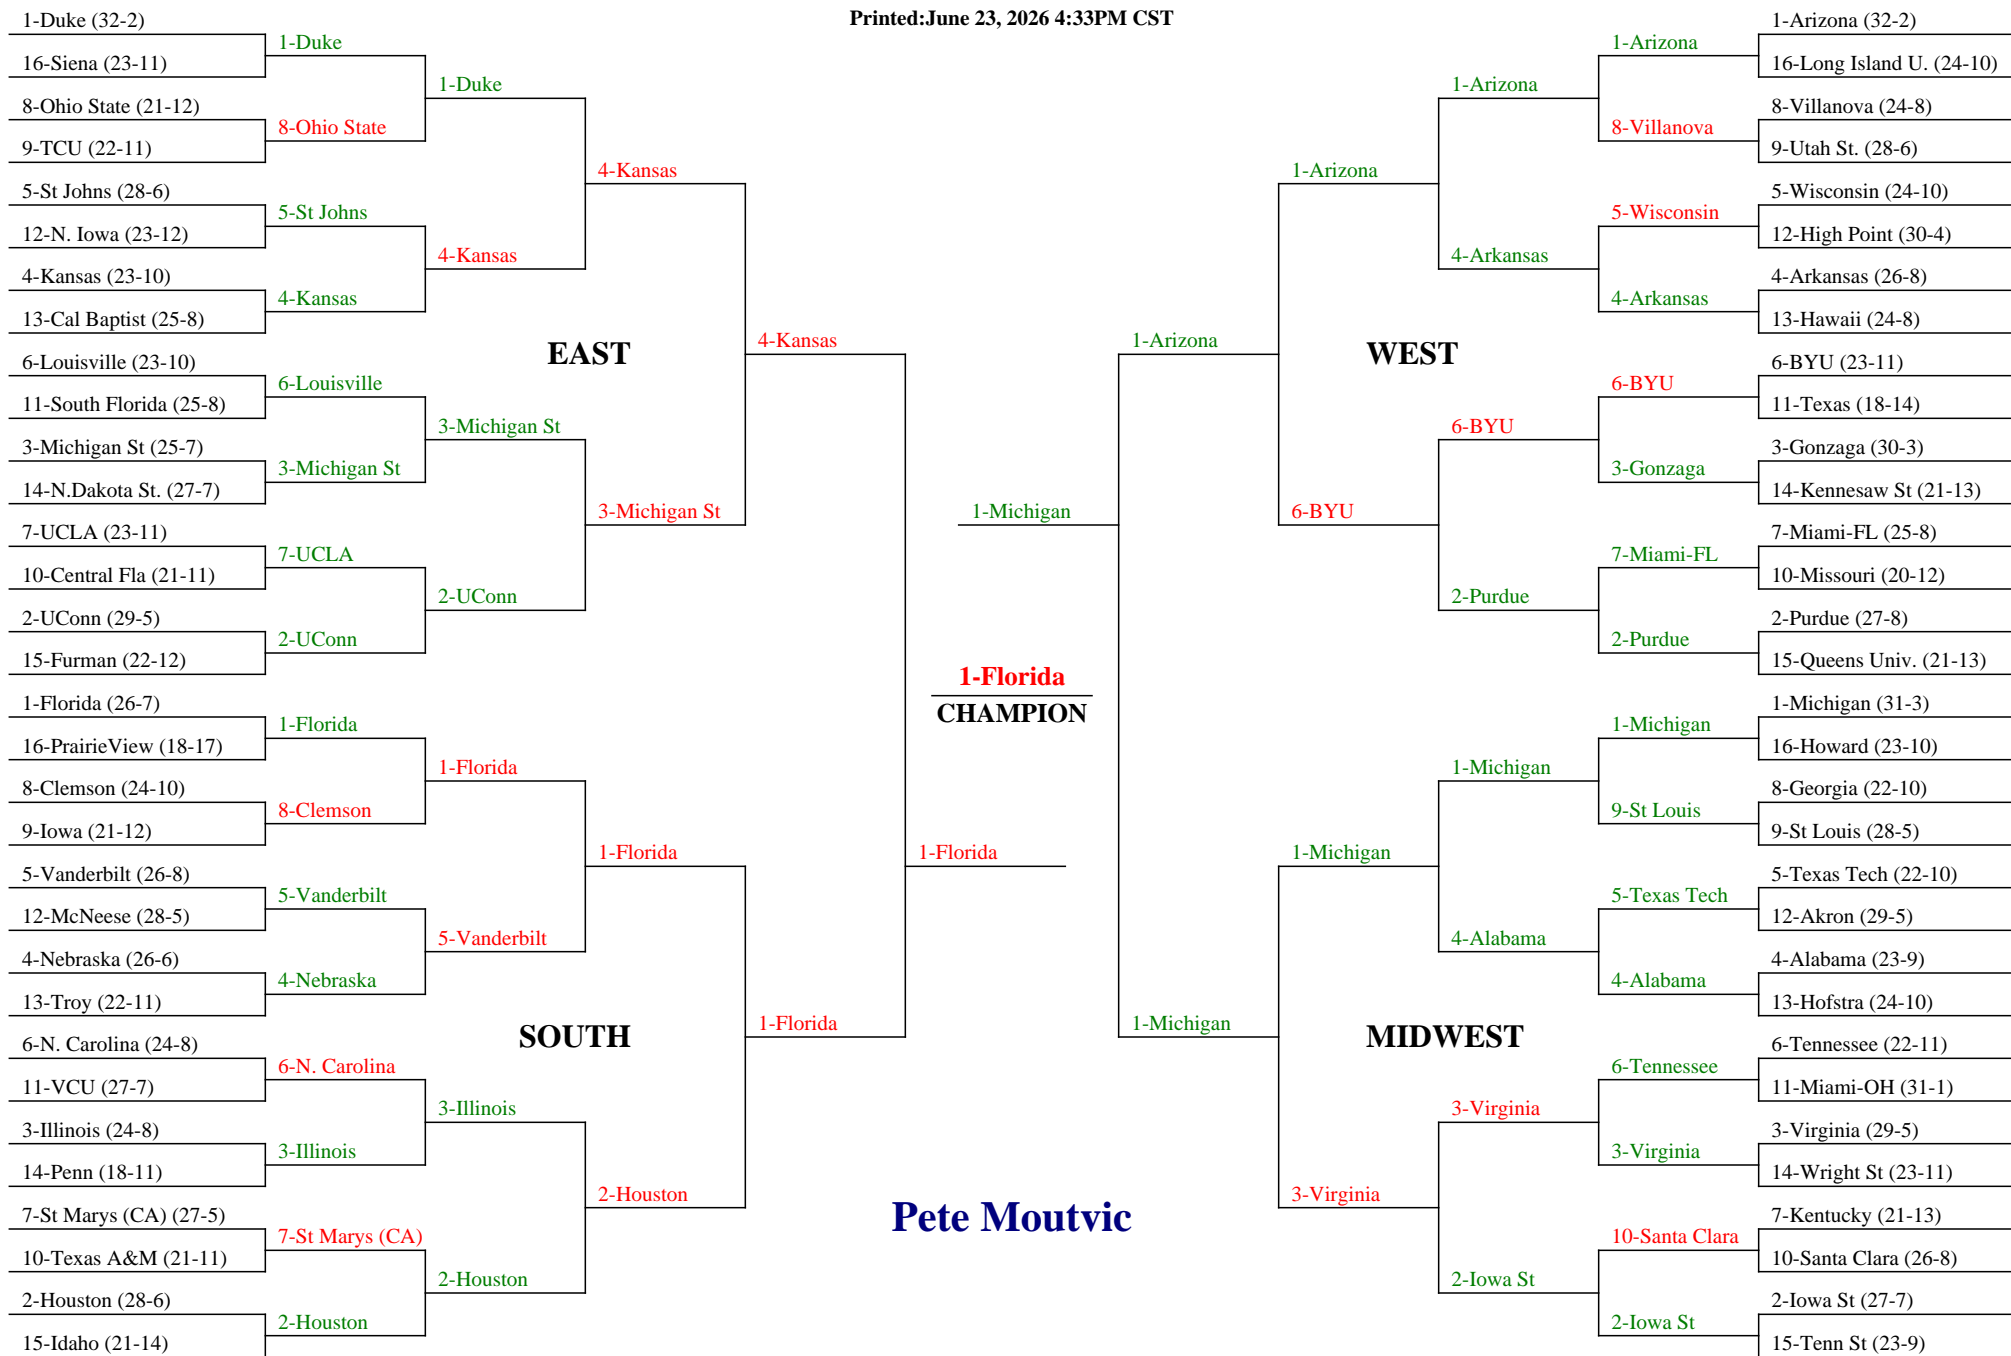 Printed:June 23, 2026 4:33PM CST
1-Duke (32-2)
16-Siena (23-11)
8-Ohio State (21-12)
9-TCU (22-11)
5-St Johns (28-6)
12-N. Iowa (23-12)
4-Kansas (23-10)
13-Cal Baptist (25-8)
6-Louisville (23-10)
11-South Florida (25-8)
3-Michigan St (25-7)
14-N.Dakota St. (27-7)
7-UCLA (23-11)
10-Central Fla (21-11)
2-UConn (29-5)
15-Furman (22-12)
1-Florida (26-7)
16-PrairieView (18-17)
8-Clemson (24-10)
9-Iowa (21-12)
5-Vanderbilt (26-8)
12-McNeese (28-5)
4-Nebraska (26-6)
13-Troy (22-11)
6-N. Carolina (24-8)
11-VCU (27-7)
3-Illinois (24-8)
14-Penn (18-11)
7-St Marys (CA) (27-5)
10-Texas A&M (21-11)
2-Houston (28-6)
15-Idaho (21-14)
1-Duke
8-Ohio State
5-St Johns
4-Kansas
6-Louisville
3-Michigan St
7-UCLA
2-UConn
1-Florida
8-Clemson
5-Vanderbilt
4-Nebraska
6-N. Carolina
3-Illinois
7-St Marys (CA)
2-Houston
1-Duke
4-Kansas
3-Michigan St
2-UConn
1-Florida
5-Vanderbilt
3-Illinois
2-Houston
4-Kansas
3-Michigan St
1-Florida
2-Houston
EAST
SOUTH
4-Kansas
1-Florida
1-Florida
1-Michigan
1-Florida
CHAMPION
Pete Moutvic
1-Arizona
1-Michigan
WEST
MIDWEST
1-Arizona
6-BYU
1-Michigan
3-Virginia
1-Arizona
4-Arkansas
6-BYU
2-Purdue
1-Michigan
4-Alabama
3-Virginia
2-Iowa St
1-Arizona
8-Villanova
5-Wisconsin
4-Arkansas
6-BYU
3-Gonzaga
7-Miami-FL
2-Purdue
1-Michigan
9-St Louis
5-Texas Tech
4-Alabama
6-Tennessee
3-Virginia
10-Santa Clara
2-Iowa St
1-Arizona (32-2)
16-Long Island U. (24-10)
8-Villanova (24-8)
9-Utah St. (28-6)
5-Wisconsin (24-10)
12-High Point (30-4)
4-Arkansas (26-8)
13-Hawaii (24-8)
6-BYU (23-11)
11-Texas (18-14)
3-Gonzaga (30-3)
14-Kennesaw St (21-13)
7-Miami-FL (25-8)
10-Missouri (20-12)
2-Purdue (27-8)
15-Queens Univ. (21-13)
1-Michigan (31-3)
16-Howard (23-10)
8-Georgia (22-10)
9-St Louis (28-5)
5-Texas Tech (22-10)
12-Akron (29-5)
4-Alabama (23-9)
13-Hofstra (24-10)
6-Tennessee (22-11)
11-Miami-OH (31-1)
3-Virginia (29-5)
14-Wright St (23-11)
7-Kentucky (21-13)
10-Santa Clara (26-8)
2-Iowa St (27-7)
15-Tenn St (23-9)